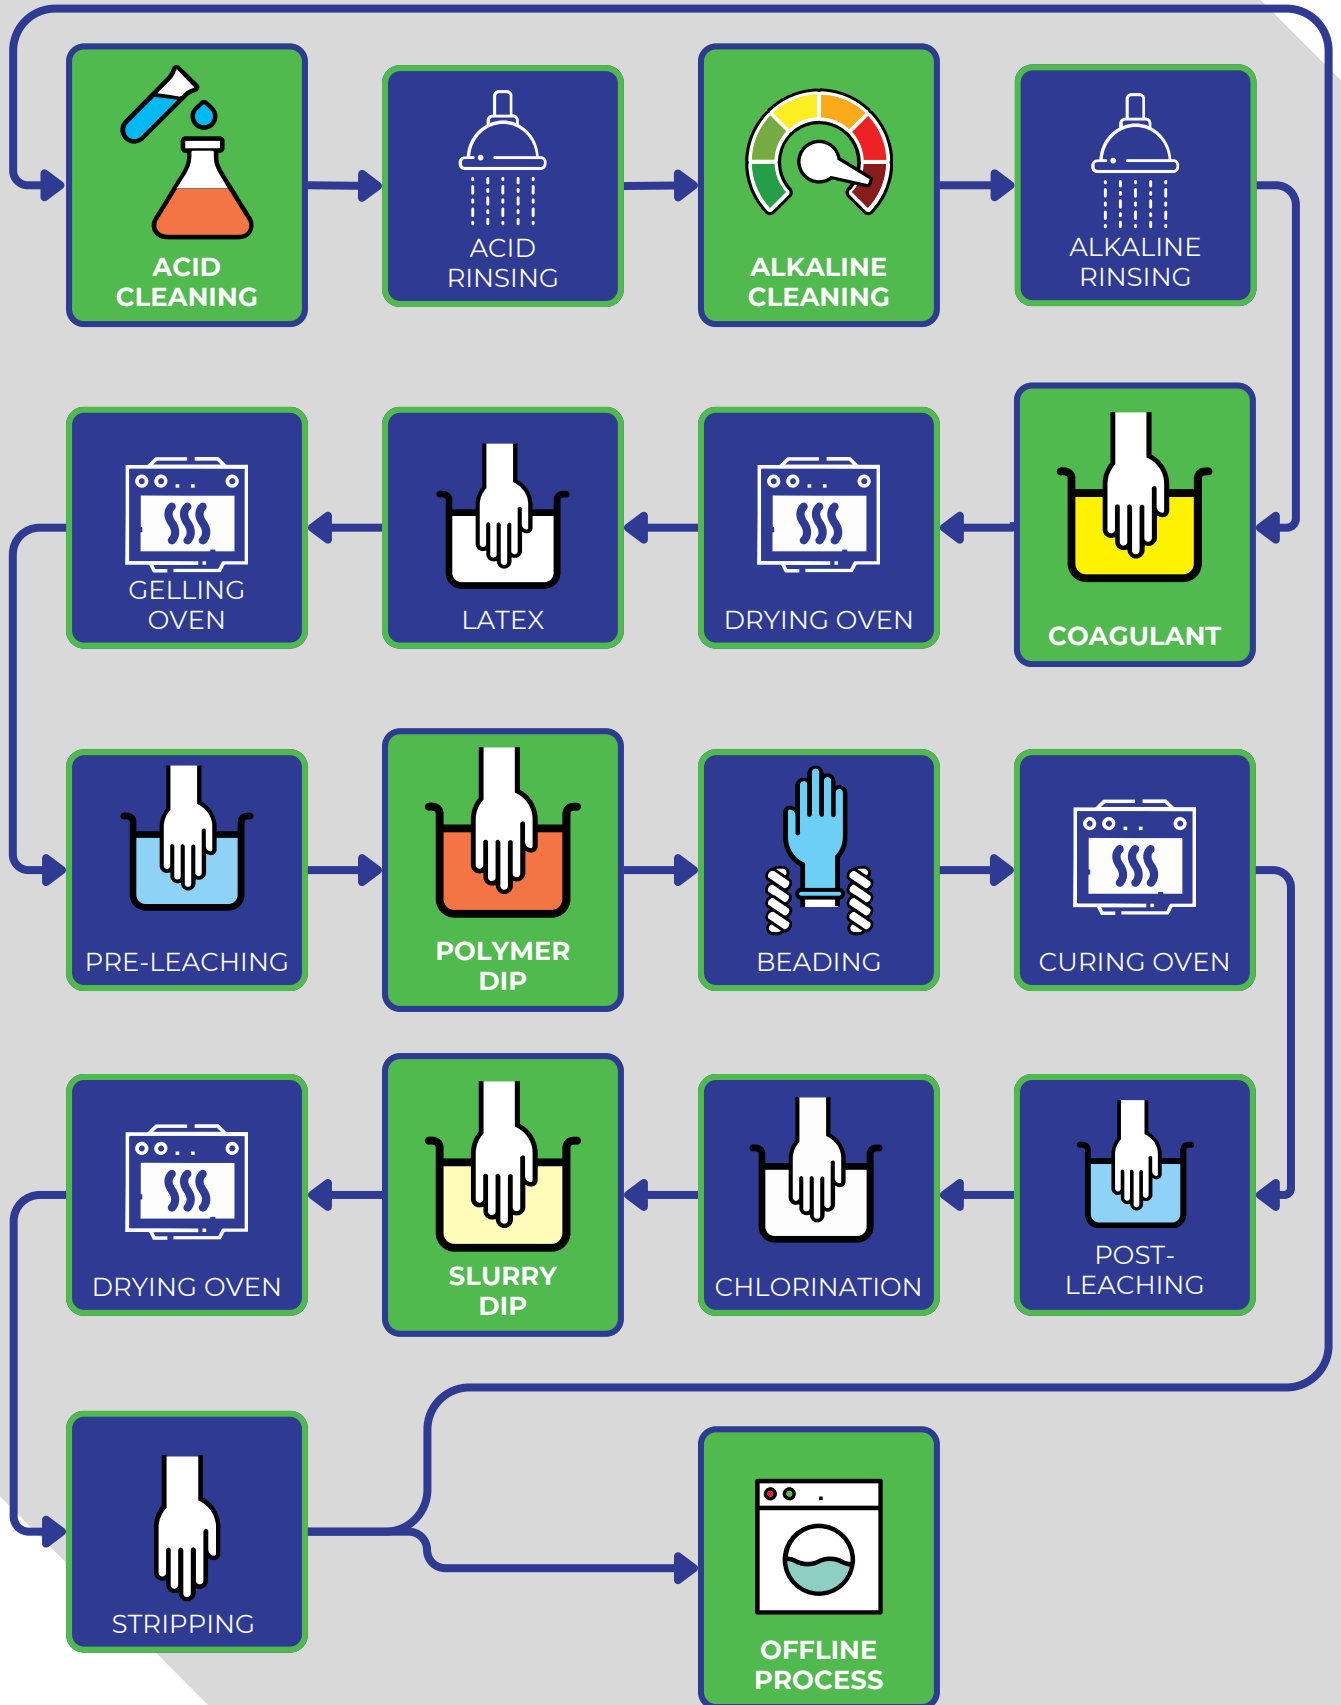 ACID
CLEANING
ACID
RINSING
ALKALINE
CLEANING
ALKALINE
RINSING
GELLING
OVEN
LATEX
DRYING OVEN
COAGULANT
PRE-LEACHING
POLYMER
DIP
BEADING
CURING OVEN
DRYING OVEN
SLURRY
DIP
CHLORINATION
POST-
LEACHING
STRIPPING
OFFLINE
PROCESS